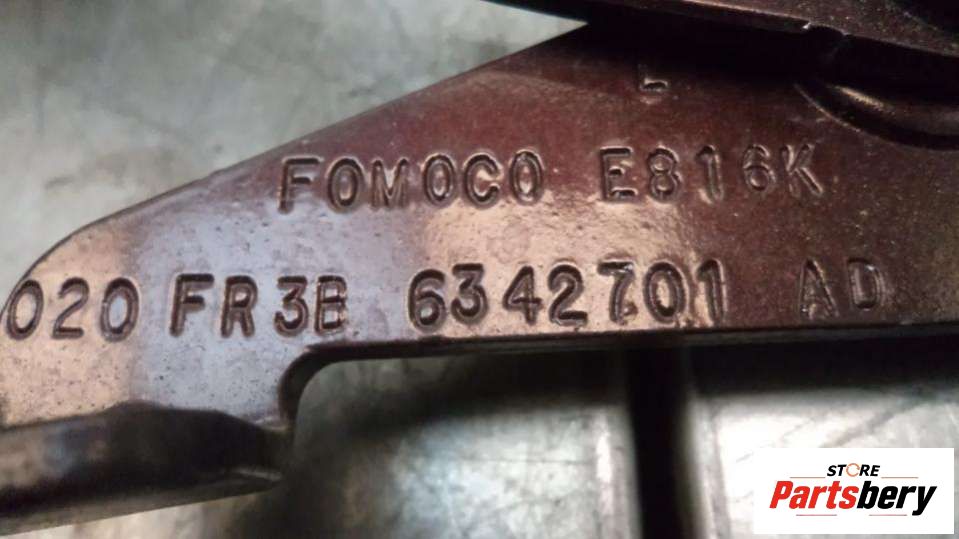 L
FOMOCO E816K
020 FR3B 6342701 AD
STORE
Partsbery